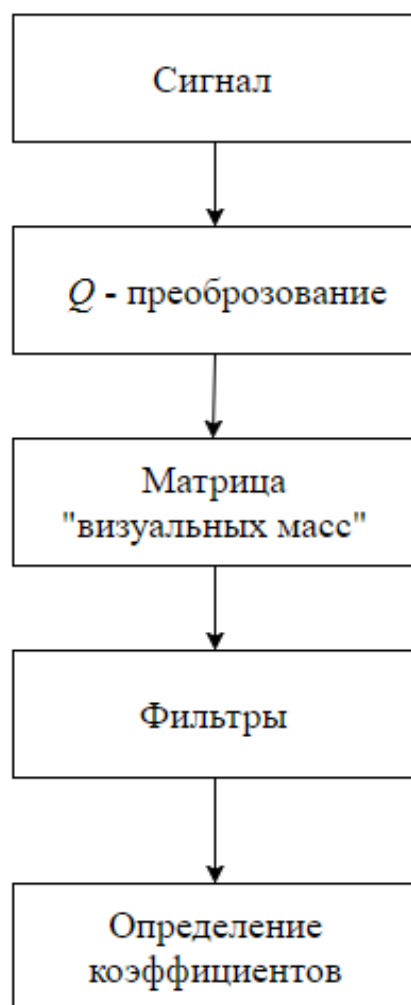 Сигнал
Q - преоброзование
Матрица
"визуальных масс"
Фильтры
Определение
коэффициентов